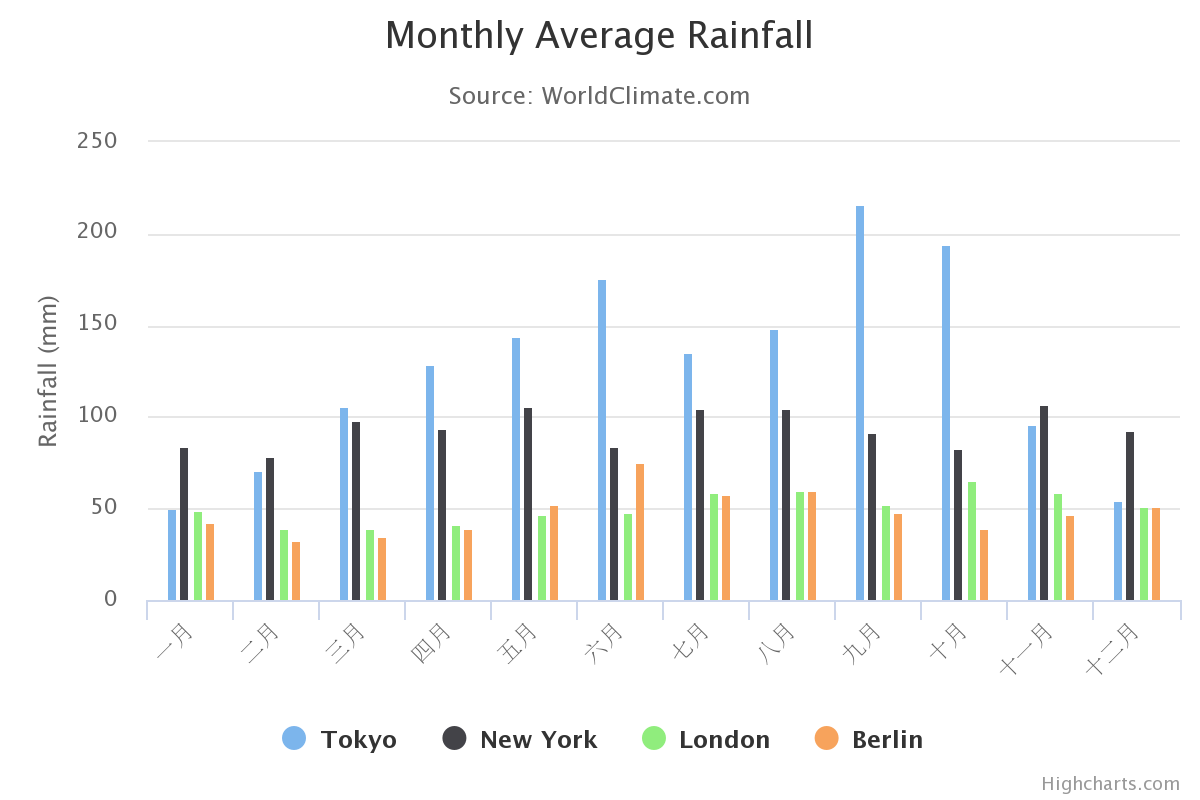 Monthly Average Rainfall
Source: WorldClimate.com
Rainfall (mm)
250
200
150
100
50
0
一月
二月
三月
四月
五月
六月
七月
八月
九月
十月
十一月
十二月
Tokyo
New York
London
Berlin
Highcharts.com